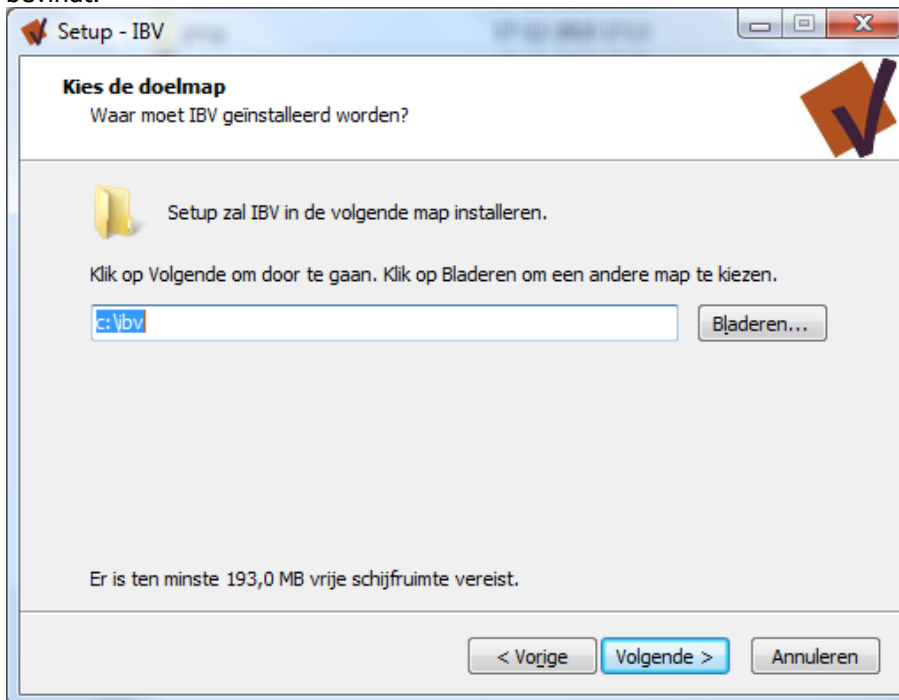 bevindt.
Setup - IBV
Kies de doelmap
Waar moet IBV geïnstalleerd worden?
Setup zal IBV in de volgende map installeren.
Klik op Volgende om door te gaan. Klik op Bladeren om een andere map te kiezen.
c:\ibv
Bladeren...
Er is ten minste 193,0 MB vrije schijfruimte vereist.
< Vorige
Volgende >
Annuleren